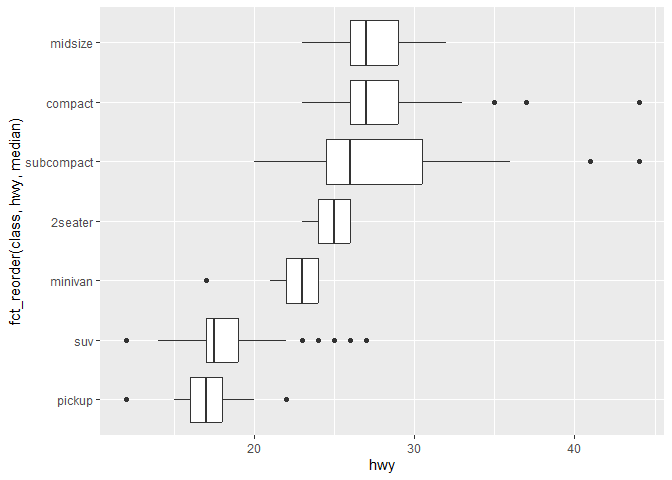 midsize
compact
subcompact
2seater
minivan
suv
pickup
fct_reorder(class, hwy, median)
20 30 40
hwy